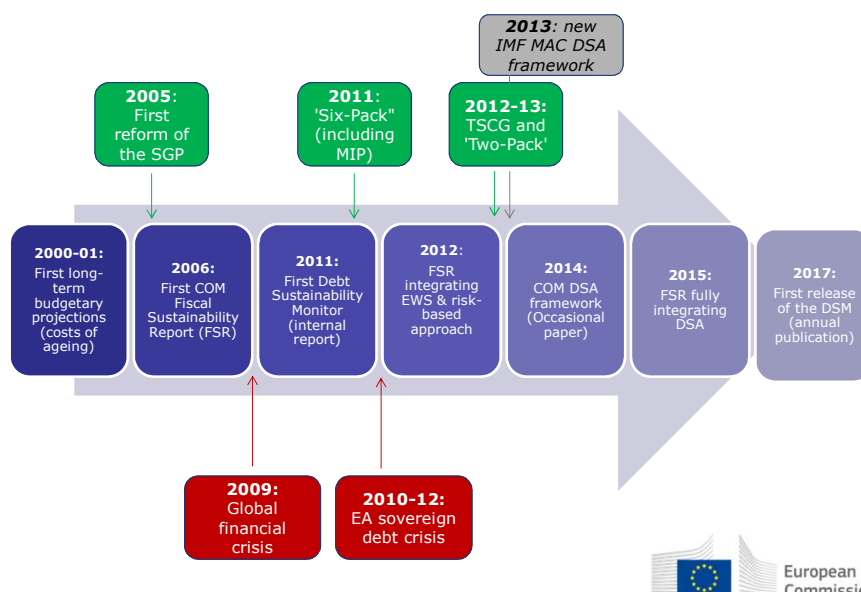 2013: new
IMF MAC DSA
framework
2005:
First
reform of
the SGP
2011:
'Six-Pack"
(including
MIP)
2012-13:
TSCG and
'Two-Pack'
2000-01:
First long-
term
budgetary
projections
(costs of
ageing)
2006:
First COM
Fiscal
Sustainability
Report (FSR)
2011:
First Debt
Sustainability
Monitor
(internal
report)
2012:
FSR
integrating
EWS & risk-
based
approach
2014:
COM DSA
framework
(Occasional
paper)
2015:
FSR fully
integrating
DSA
2017:
First release
of the DSM
(annual
publication)
2009:
Global
financial
crisis
2010-12:
EA sovereign
debt crisis
European